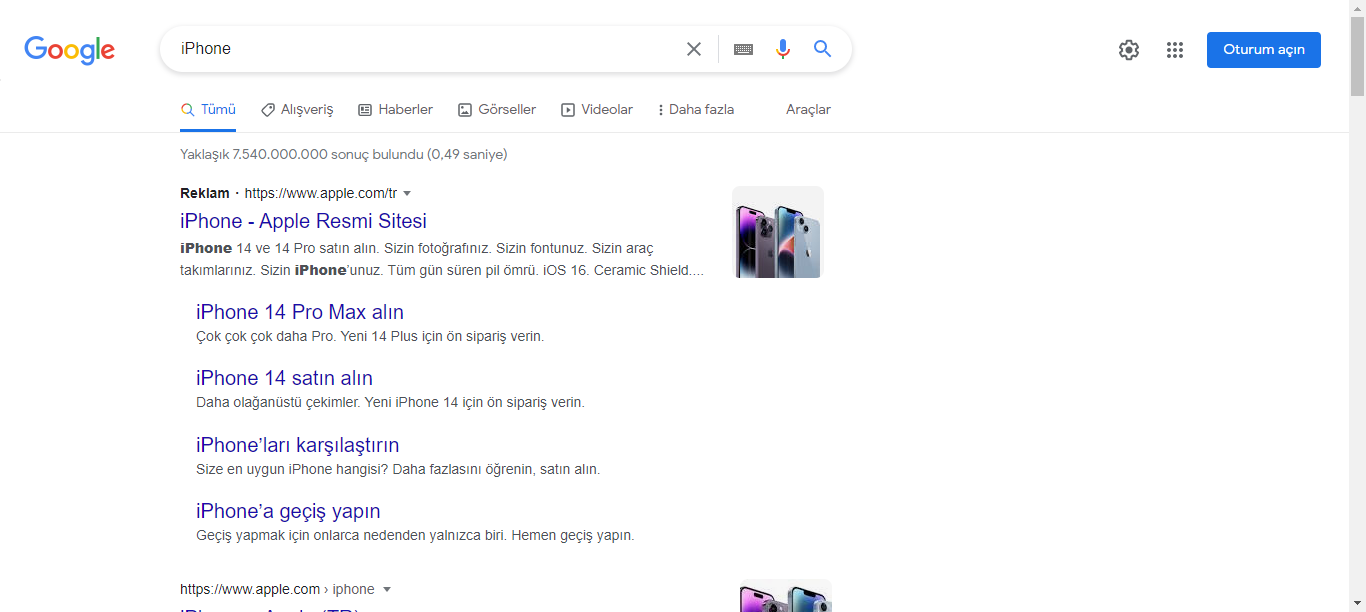 Google
iPhone
Oturum açın
Tümü
Alışveriş
Haberler
Görseller
Videolar
Daha fazla
Araçlar
Yaklaşık 7.540.000.000 sonuç bulundu (0,49 saniye)
Reklam · https://www.apple.com/tr
iPhone - Apple Resmi Sitesi
iPhone 14 ve 14 Pro satın alın. Sizin fotoğrafınız. Sizin fontunuz. Sizin araç
takımlarınız. Sizin iPhone'unuz. Tüm gün süren pil ömrü. iOS 16. Ceramic Shield....
iPhone 14 Pro Max alın
Çok çok çok daha Pro. Yeni 14 Plus için ön sipariş verin.
iPhone 14 satın alın
Daha olağanüstü çekimler. Yeni iPhone 14 için ön sipariş verin.
iPhone’ları karşılaştırın
Size en uygun iPhone hangisi? Daha fazlasını öğrenin, satın alın.
iPhone’a geçiş yapın
Geçiş yapmak için onlarca nedenden yalnızca biri. Hemen geçiş yapın.
https://www.apple.com › iphone
iPhone - Apple (TR)